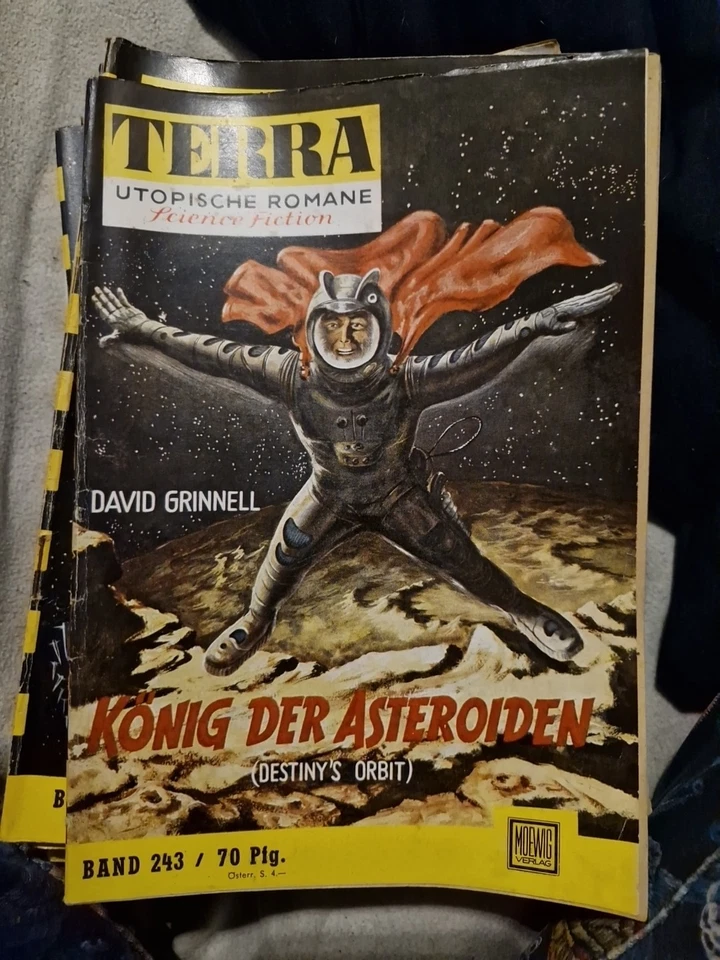 TERRA
UTOPISCHE ROMANE
Science Fiction
DAVID GRINNELL
KÖNIG DER ASTEROIDEN
(DESTINY'S ORBIT)
BAND 243 / 70 Pfg.
Österr. S. 4.—
MOEWIG
VERLAG
B